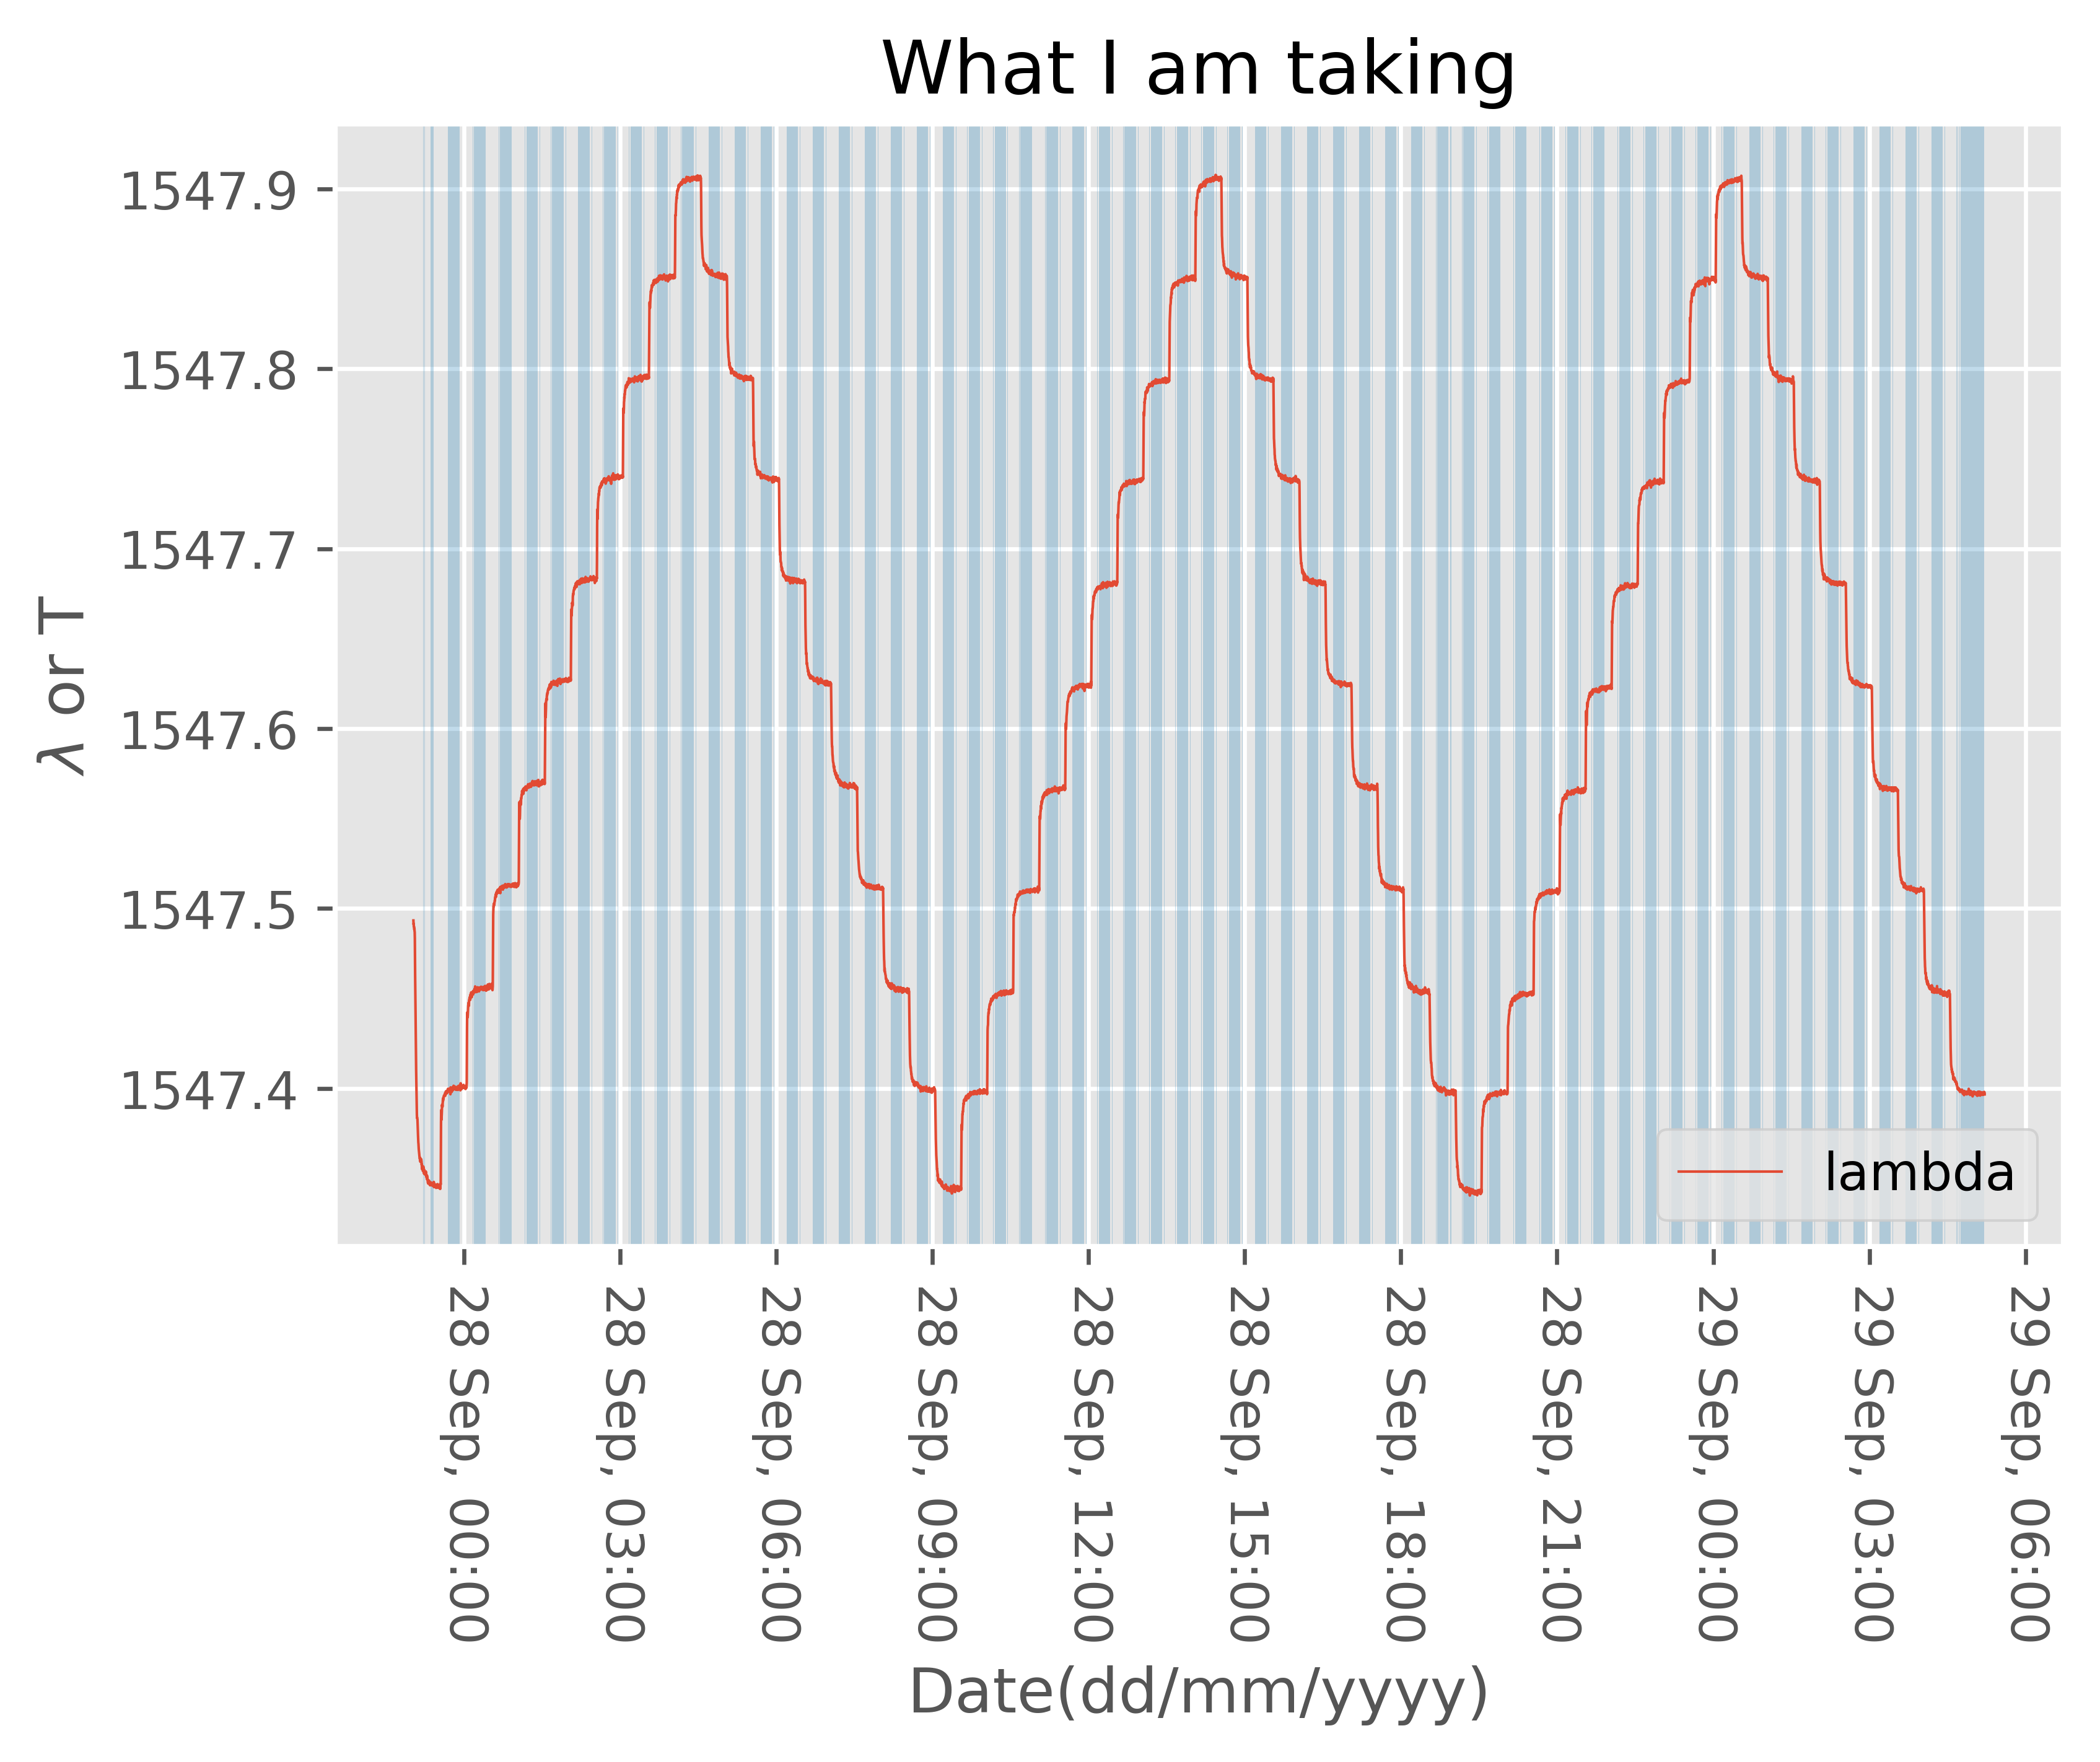 What I am taking
1547.9
1547.8
1547.7
1547.6
1547.5
1547.4
λ or T
lambda
28 Sep, 00:00
28 Sep, 03:00
28 Sep, 06:00
28 Sep, 09:00
28 Sep, 12:00
28 Sep, 15:00
28 Sep, 18:00
28 Sep, 21:00
29 Sep, 00:00
29 Sep, 03:00
29 Sep, 06:00
Date(dd/mm/yyyy)